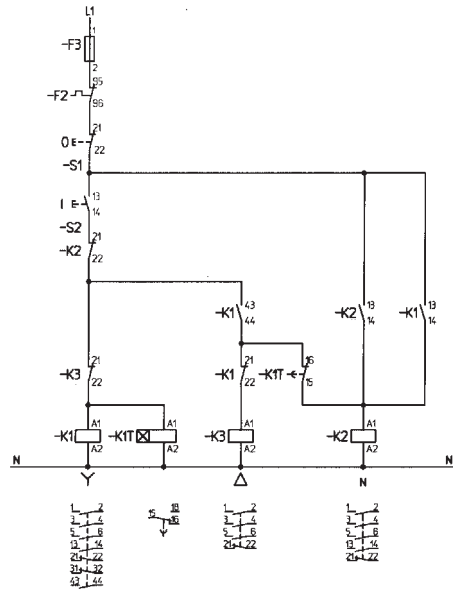 L1
1
-F3
2
95
-F2
96
21
O E
22
-S1
13
I E
14
-S2
21
-K2
22
43
-K1
44
13
-K2
14
13
-K1
14
21
-K3
22
21
-K1
22
16
-K1T
15
A1
-K1
A2
A1
-K1T
A2
A1
-K3
A2
A1
-K2
A2
N
N
Y
Δ
N
1 2
3 4
5 6
13 14
21 22
31 32
43 44
18
15 16
1 2
3 4
5 6
21 22
1 2
3 4
5 6
13 14
21 22